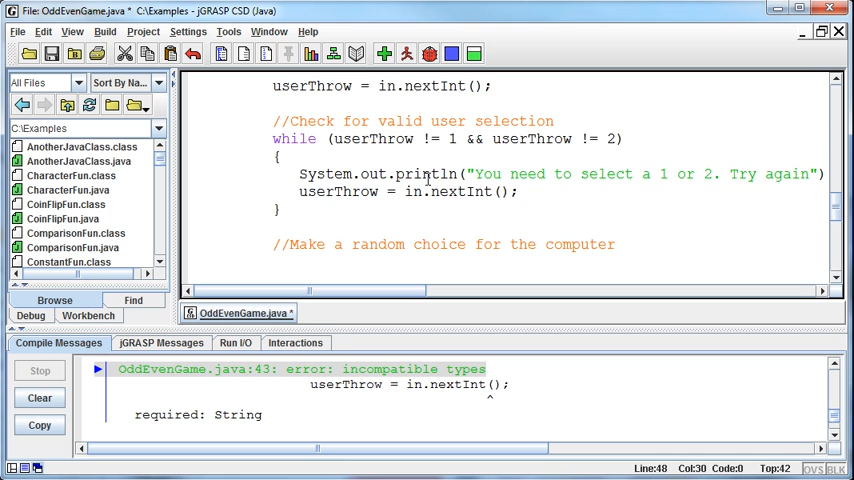 File: OddEvenGame.java * C:\Examples - jGRASP CSD (Java)
File Edit View Build Project Settings Tools Window Help
All Files Sort By Na...
C:\Examples
AnotherJavaClass.class
AnotherJavaClass.java
CharacterFun.class
CharacterFun.java
CoinFlipFun.class
CoinFlipFun.java
ComparisonFun.class
ComparisonFun.java
ConstantFun.class
Browse Find
Debug Workbench
userThrow = in.nextInt();
//Check for valid user selection
while (userThrow != 1 && userThrow != 2)
{
System.out.println("You need to select a 1 or 2. Try again")
userThrow = in.nextInt();
}
//Make a random choice for the computer
OddEvenGame.java *
Compile Messages jGRASP Messages Run I/O Interactions
Stop
Clear
Copy
OddEvenGame.java:43: error: incompatible types
userThrow = in.nextInt();
^
required: String
Line:48 Col:30 Code:0 Top:42 OVS BLK